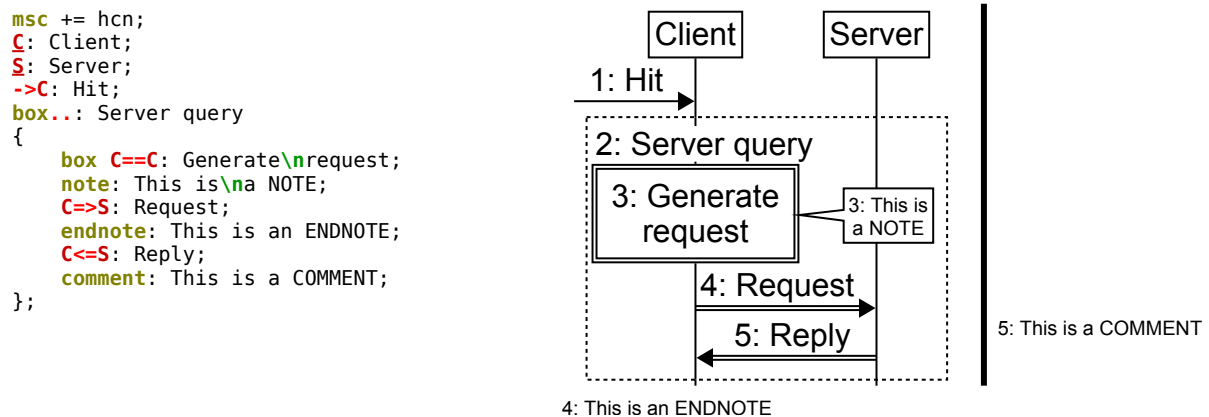 msc += hcn;
C: Client;
S: Server;
->C: Hit;
box..: Server query
{
    box C==C: Generate\nrequest;
    note: This is\na NOTE;
    C=>S: Request;
    endnote: This is an ENDNOTE;
    C<=S: Reply;
    comment: This is a COMMENT;
};
Client
Server
1: Hit
2: Server query
3: Generate
request
3: This is
a NOTE
4: Request
5: Reply
5: This is a COMMENT
4: This is an ENDNOTE